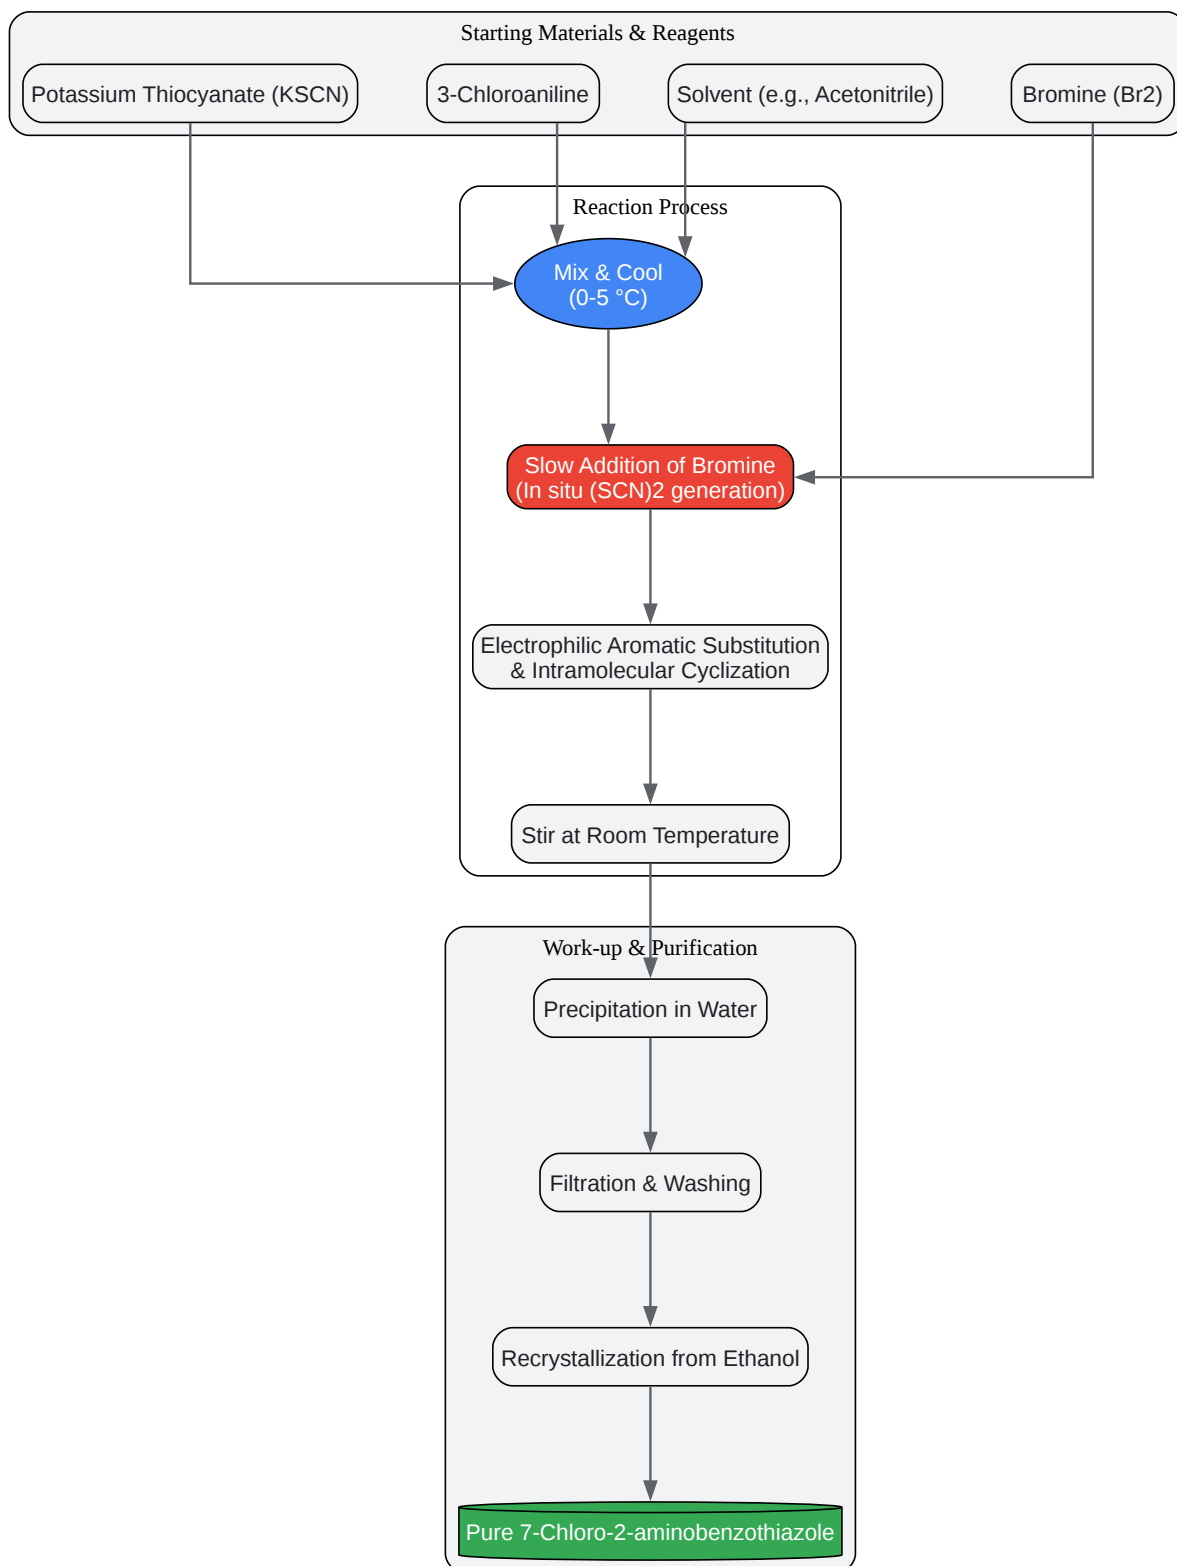 Starting Materials & Reagents
Potassium Thiocyanate (KSCN)
3-Chloroaniline
Solvent (e.g., Acetonitrile)
Bromine (Br2)
Reaction Process
Mix & Cool
(0-5 °C)
Slow Addition of Bromine
(In situ (SCN)2 generation)
Electrophilic Aromatic Substitution
& Intramolecular Cyclization
Stir at Room Temperature
Work-up & Purification
Precipitation in Water
Filtration & Washing
Recrystallization from Ethanol
Pure 7-Chloro-2-aminobenzothiazole